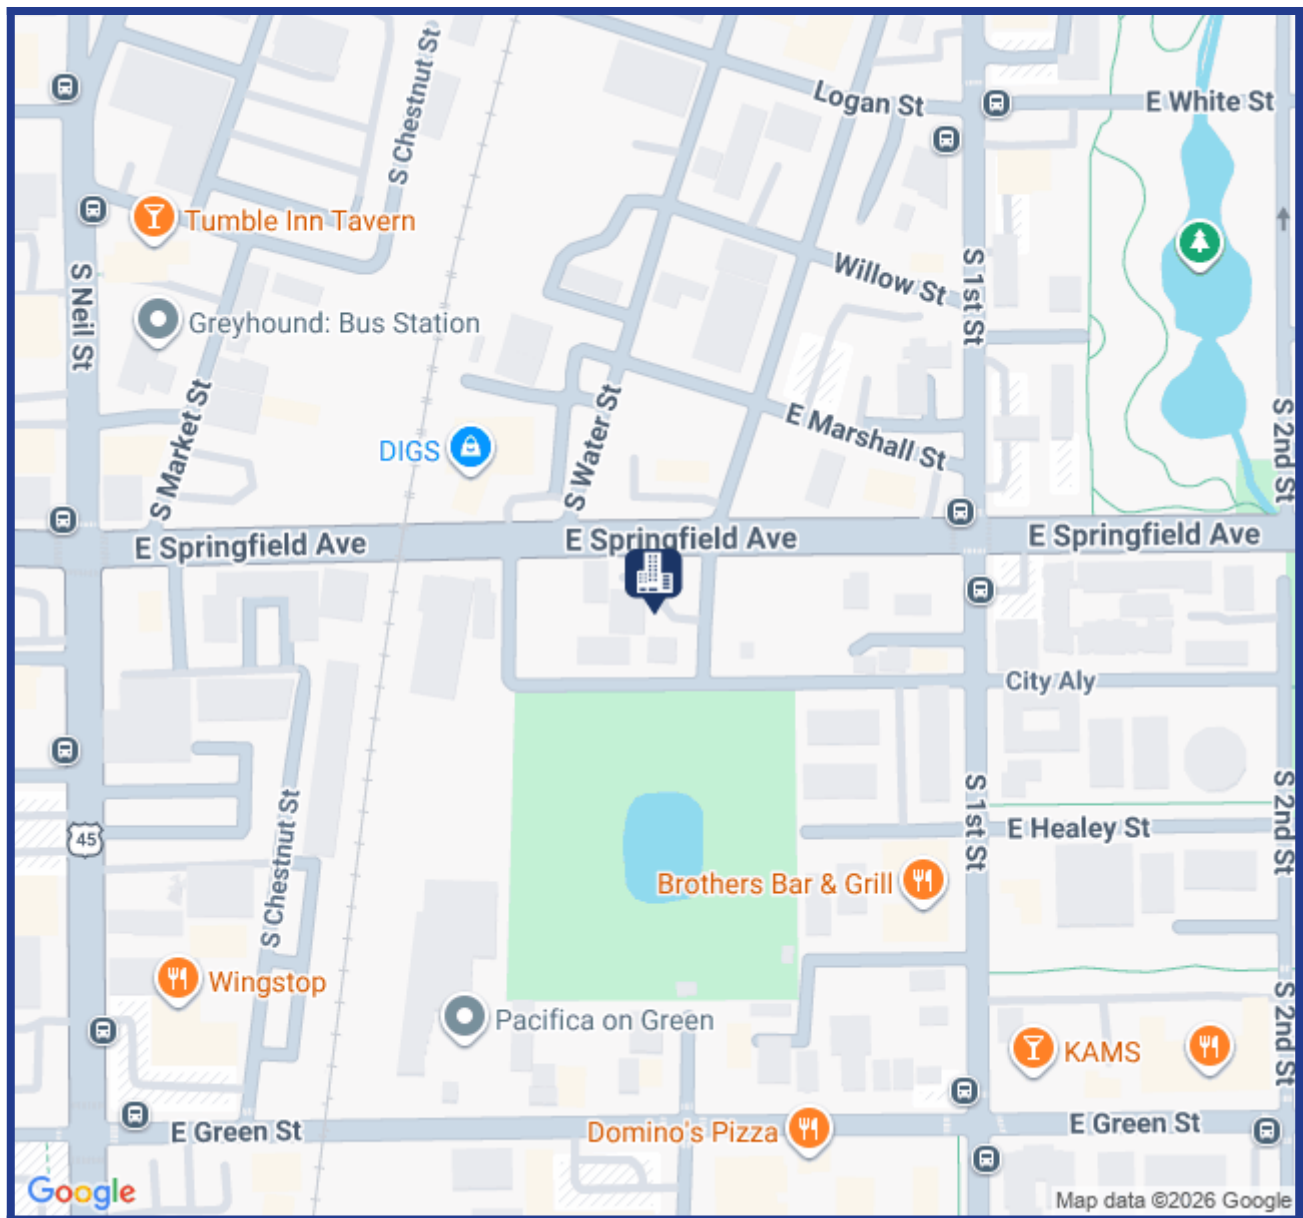 S Chestnut St
Logan St
E White St
Tumble Inn Tavern
S Neil St
Greyhound: Bus Station
Willow St
S 1st St
S Market St
DIGS
S Water St
E Marshall St
S 2nd St
E Springfield Ave
E Springfield Ave
E Springfield Ave
City Aly
45
S Chestnut St
S 1st St
E Healey St
S 2nd St
Brothers Bar & Grill
Wingstop
Pacifica on Green
KAMS
S 2nd St
E Green St
Domino's Pizza
E Green St
Google
Map data ©2026 Google